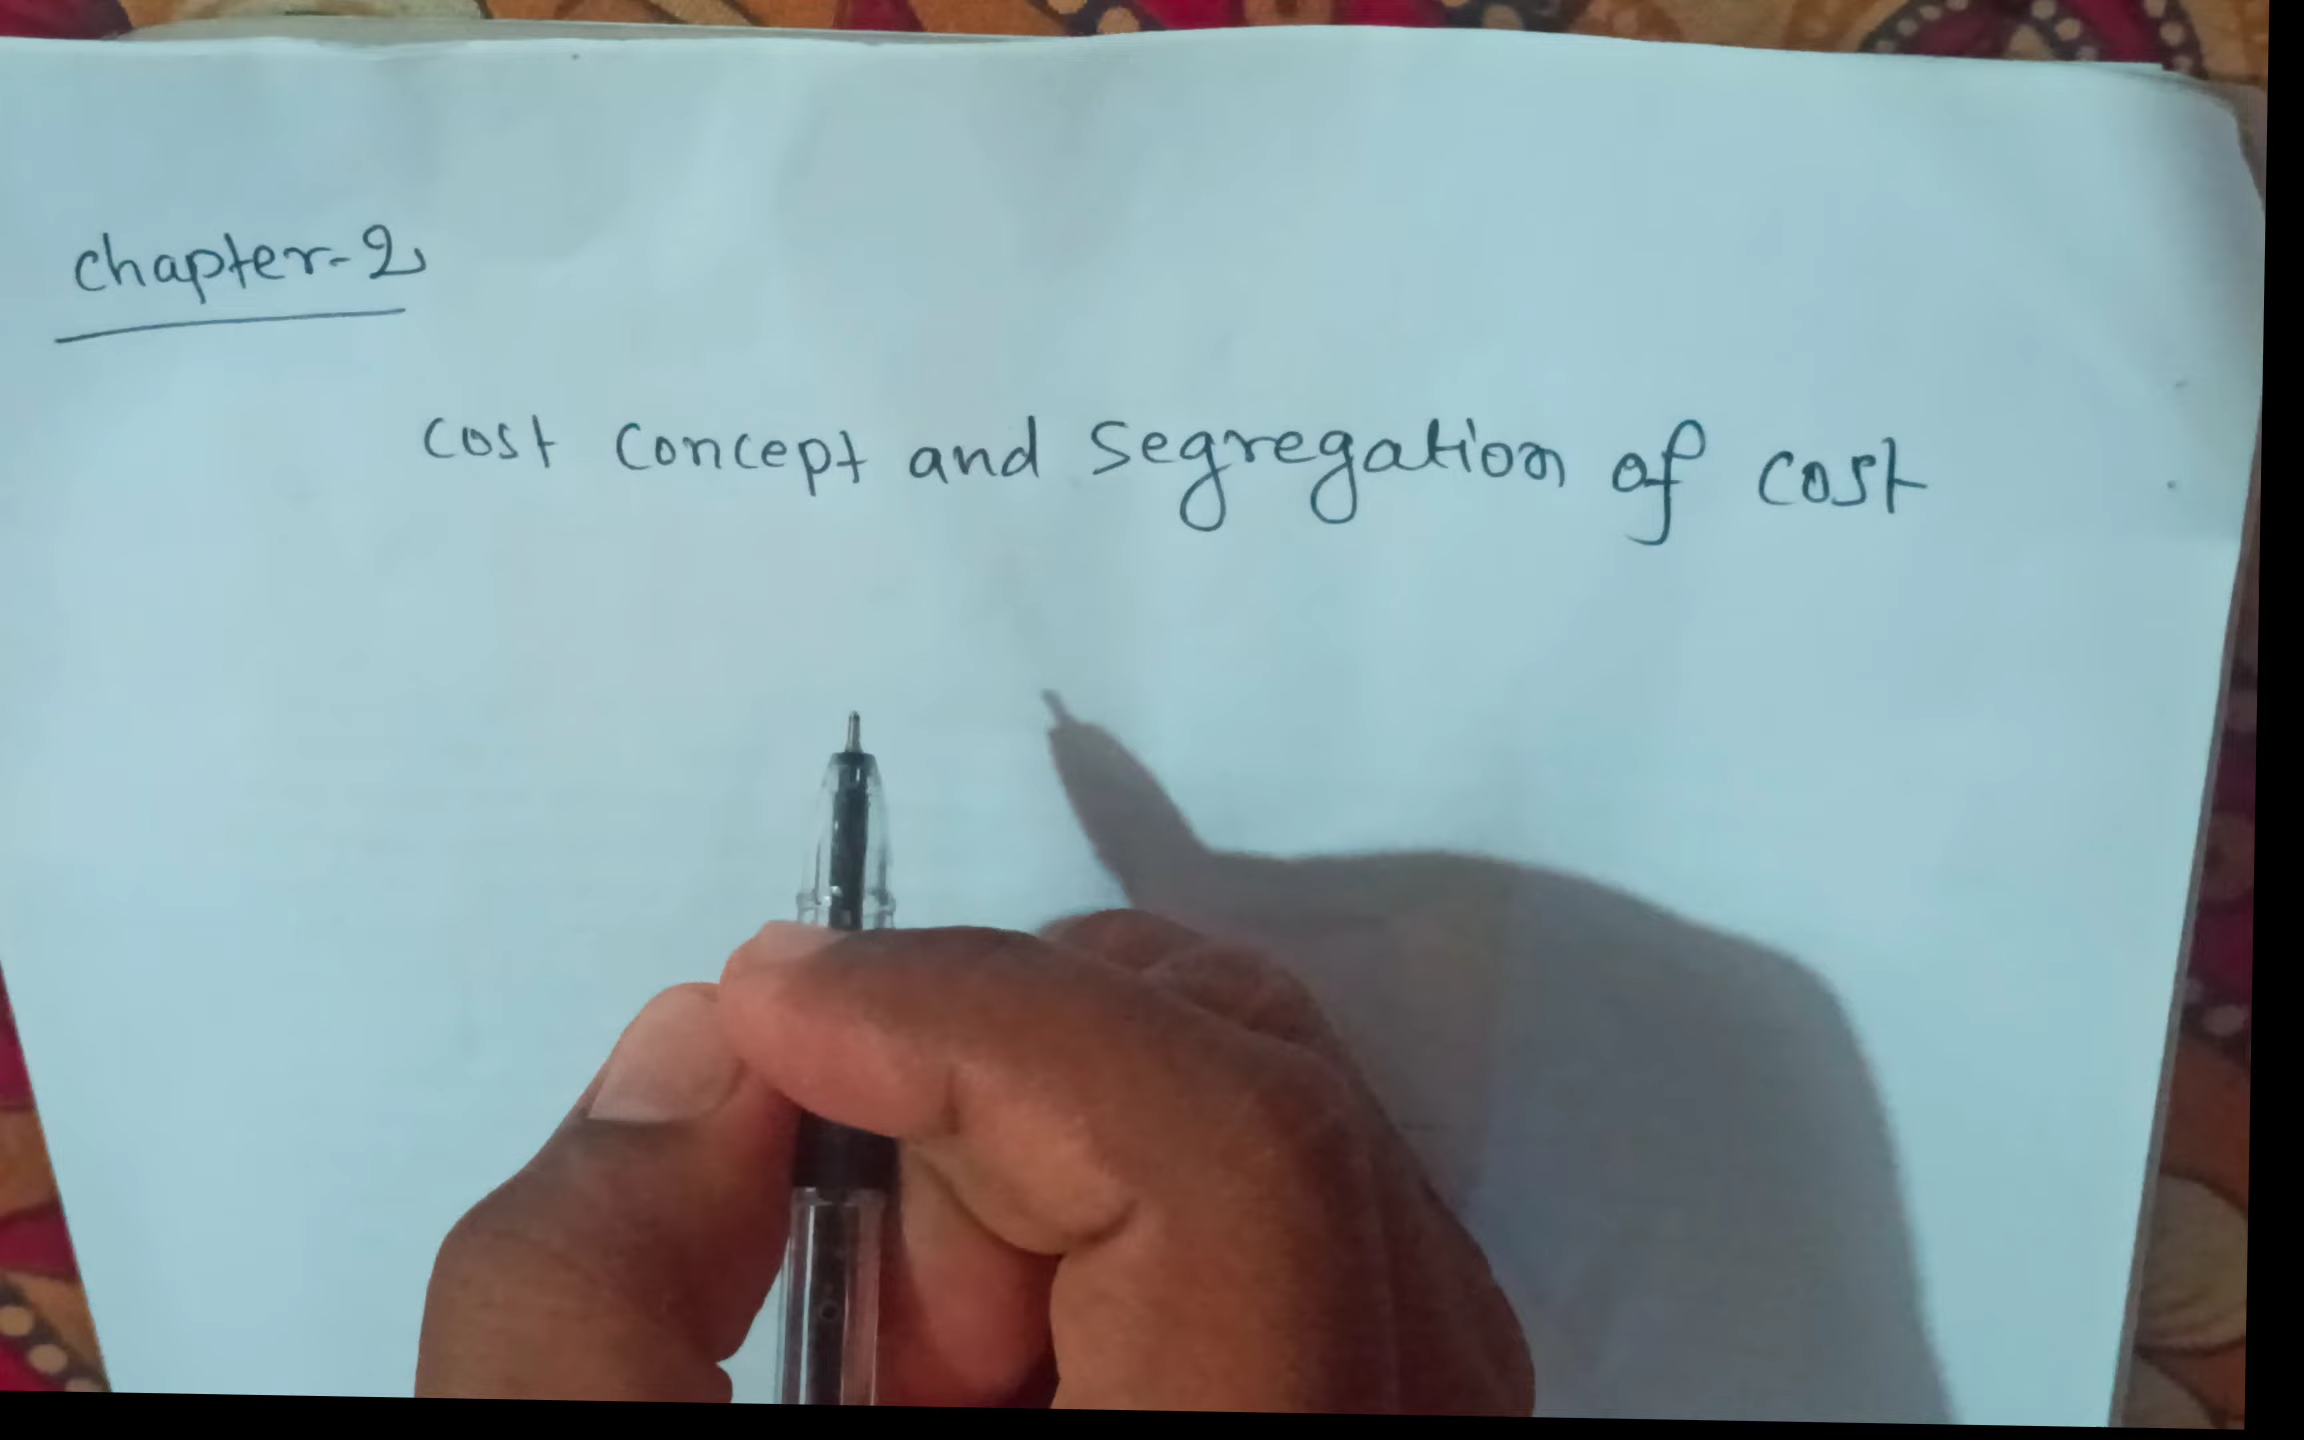 chapter-2
cost concept and segregation of cost